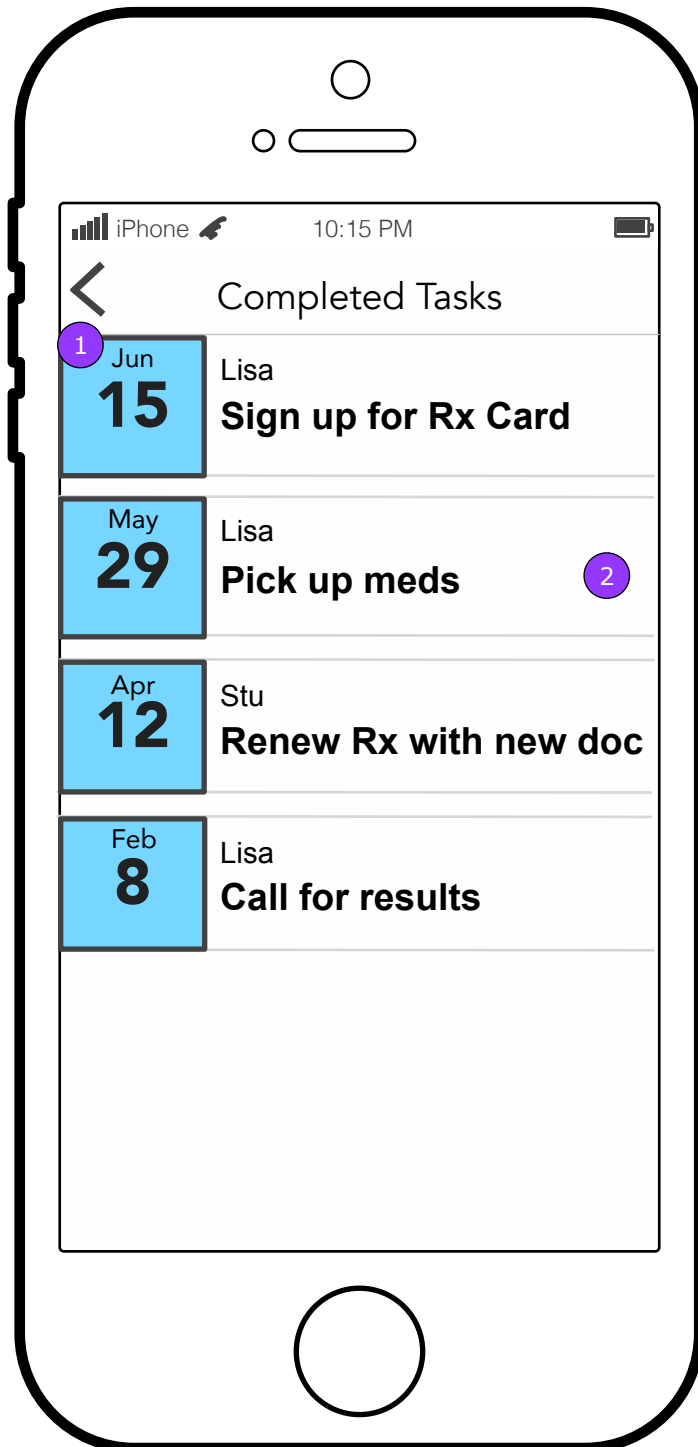 iPhone 10:15 PM
Completed Tasks
1
Jun
15
Lisa
Sign up for Rx Card
May
29
Lisa
Pick up meds
2
Apr
12
Stu
Renew Rx with new doc
Feb
8
Lisa
Call for results